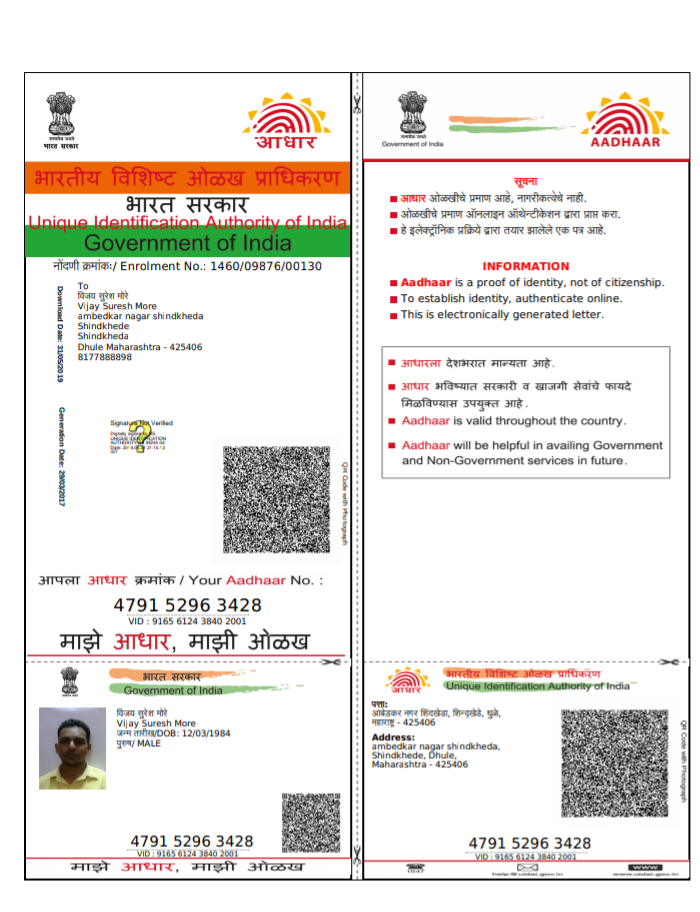 सत्यमेव जयते
भारत सरकार
आधार
भारतीय विशिष्ट ओळख प्राधिकरण
भारत सरकार
Unique Identification Authority of India
Government of India
नोंदणी क्रमांकः/ Enrolment No.: 1460/09876/00130
Download Date: 31/05/2019
To
विजय सुरेश मोरे
Vijay Suresh More
ambedkar nagar shindkheda
Shindkhede
Shindkheda
Dhule Maharashtra - 425406
8177888898
Generation Date: 29/03/2017
Signature Not Verified
UNIQUE IDENTIFICATION
QR Code with Photograph
आपला आधार क्रमांक / Your Aadhaar No. :
4791 5296 3428
VID : 9165 6124 3840 2001
माझे आधार, माझी ओळख
भारत सरकार
Government of India
विजय सुरेश मोरे
Vijay Suresh More
जन्म तारीख/DOB: 12/03/1984
पुरुष/ MALE
4791 5296 3428
VID : 9165 6124 3840 2001
माझे आधार, माझी ओळख
सत्यमेव जयते
Government of India
AADHAAR
सूचना
आधार ओळखीचे प्रमाण आहे, नागरीकत्वेचे नाही.
ओळखीचे प्रमाण ऑनलाइन ऑथेन्टीकेशन द्वारा प्राप्त करा.
हे इलेक्ट्रॉनिक प्रक्रिये द्वारा तयार झालेले एक पत्र आहे.
INFORMATION
Aadhaar is a proof of identity, not of citizenship.
To establish identity, authenticate online.
This is electronically generated letter.
आधारला देशभरात मान्यता आहे.
आधार भविष्यात सरकारी व खाजगी सेवांचे फायदे
मिळविण्यास उपयुक्त आहे.
Aadhaar is valid throughout the country.
Aadhaar will be helpful in availing Government
and Non-Government services in future.
आधार
भारतीय विशिष्ट ओळख प्राधिकरण
Unique Identification Authority of India
पत्ता:
आंबेडकर नगर शिंदखेडा, शिन्दखेडे, धुळे,
महाराष्ट्र - 425406
Address:
ambedkar nagar shindkheda,
Shindkhede, Dhule,
Maharashtra - 425406
QR Code with Photograph
4791 5296 3428
VID : 9165 6124 3840 2001
1947
help@uidai.gov.in
www
www.uidai.gov.in